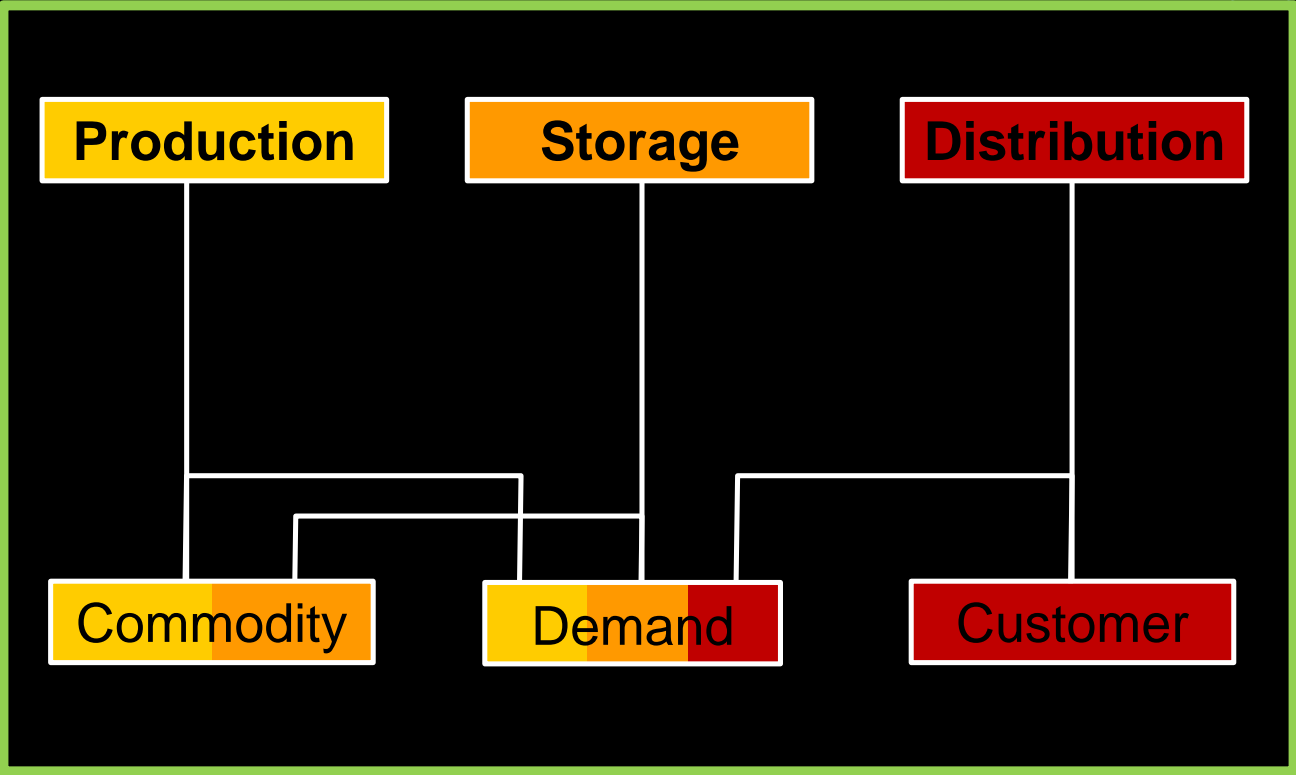 Production
Storage
Distribution
Commodity
Demand
Customer